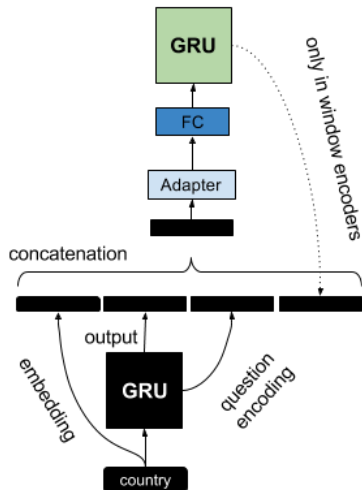 GRU
only in window encoders
FC
Adapter
concatenation
output
embedding
GRU
question
encoding
country